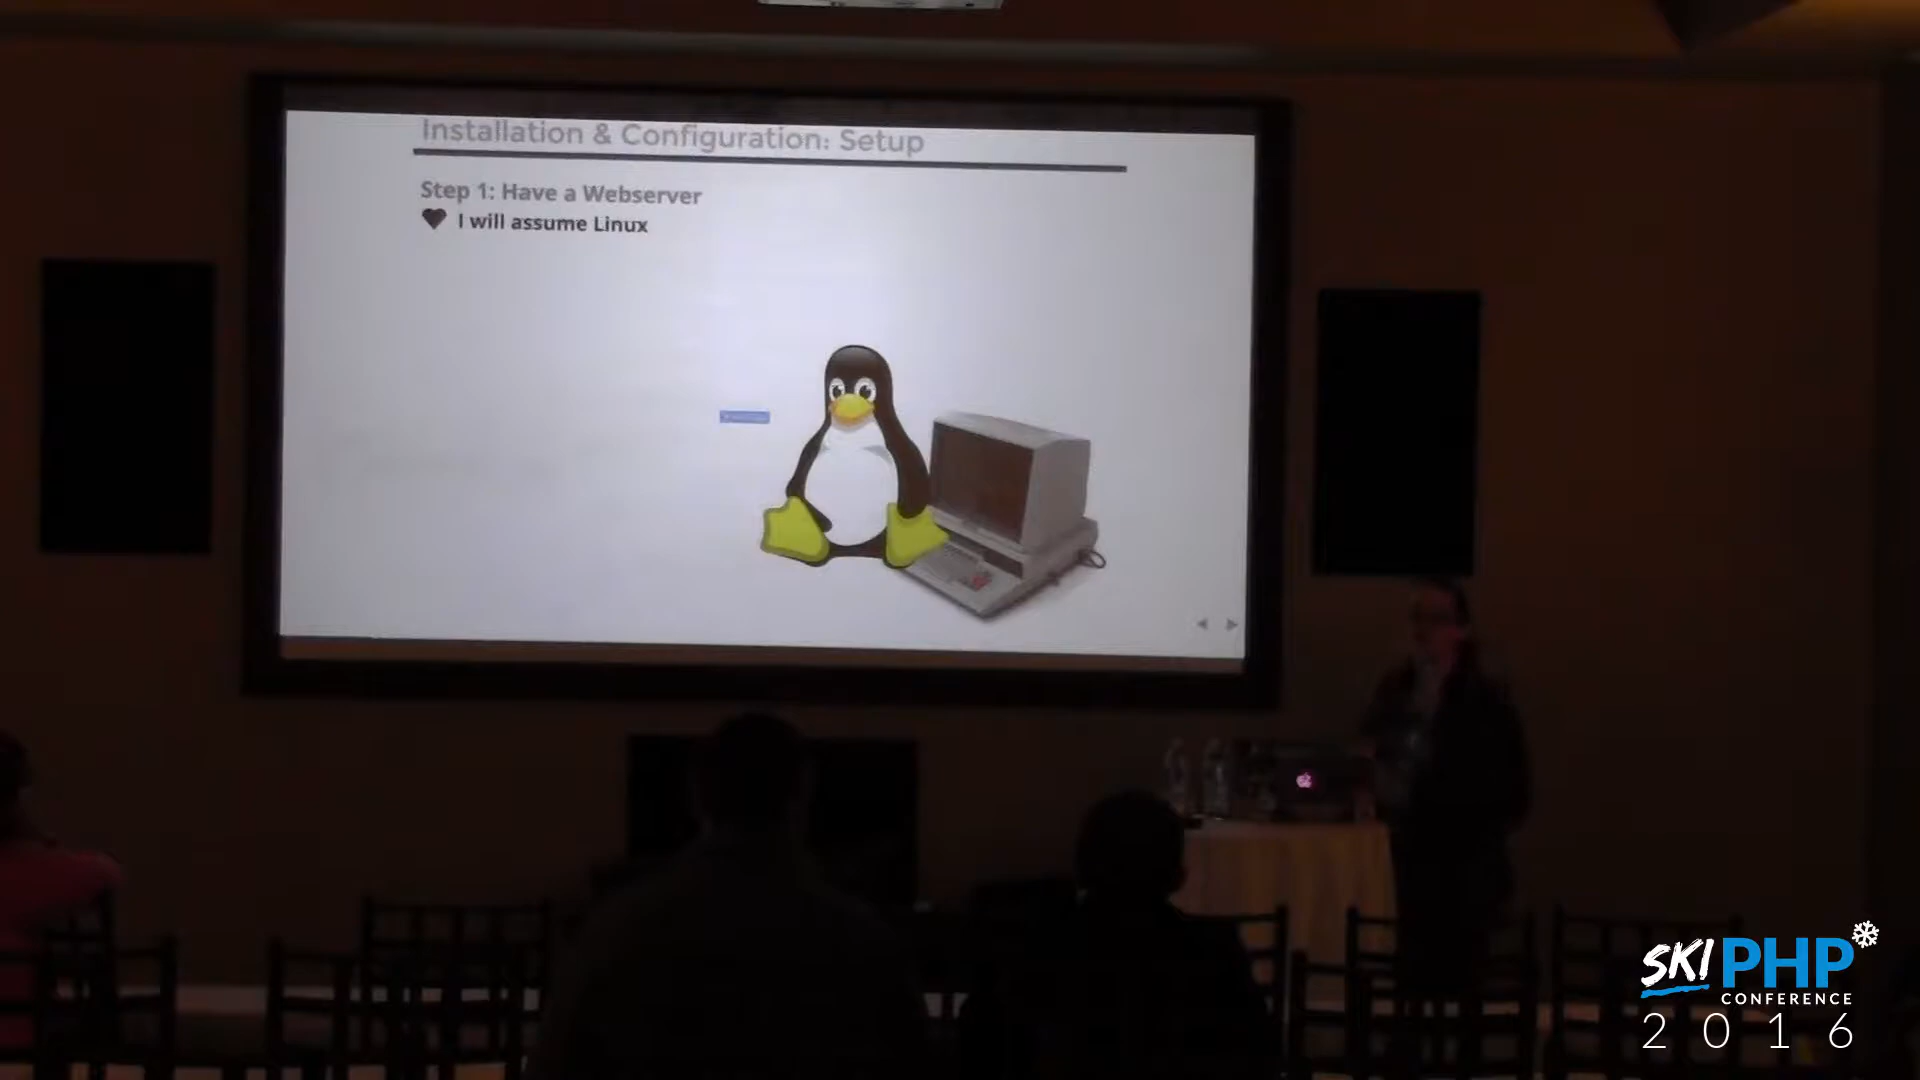 Installation & Configuration: Setup
Step 1: Have a Webserver
I will assume Linux
SKI PHP
CONFERENCE
2016